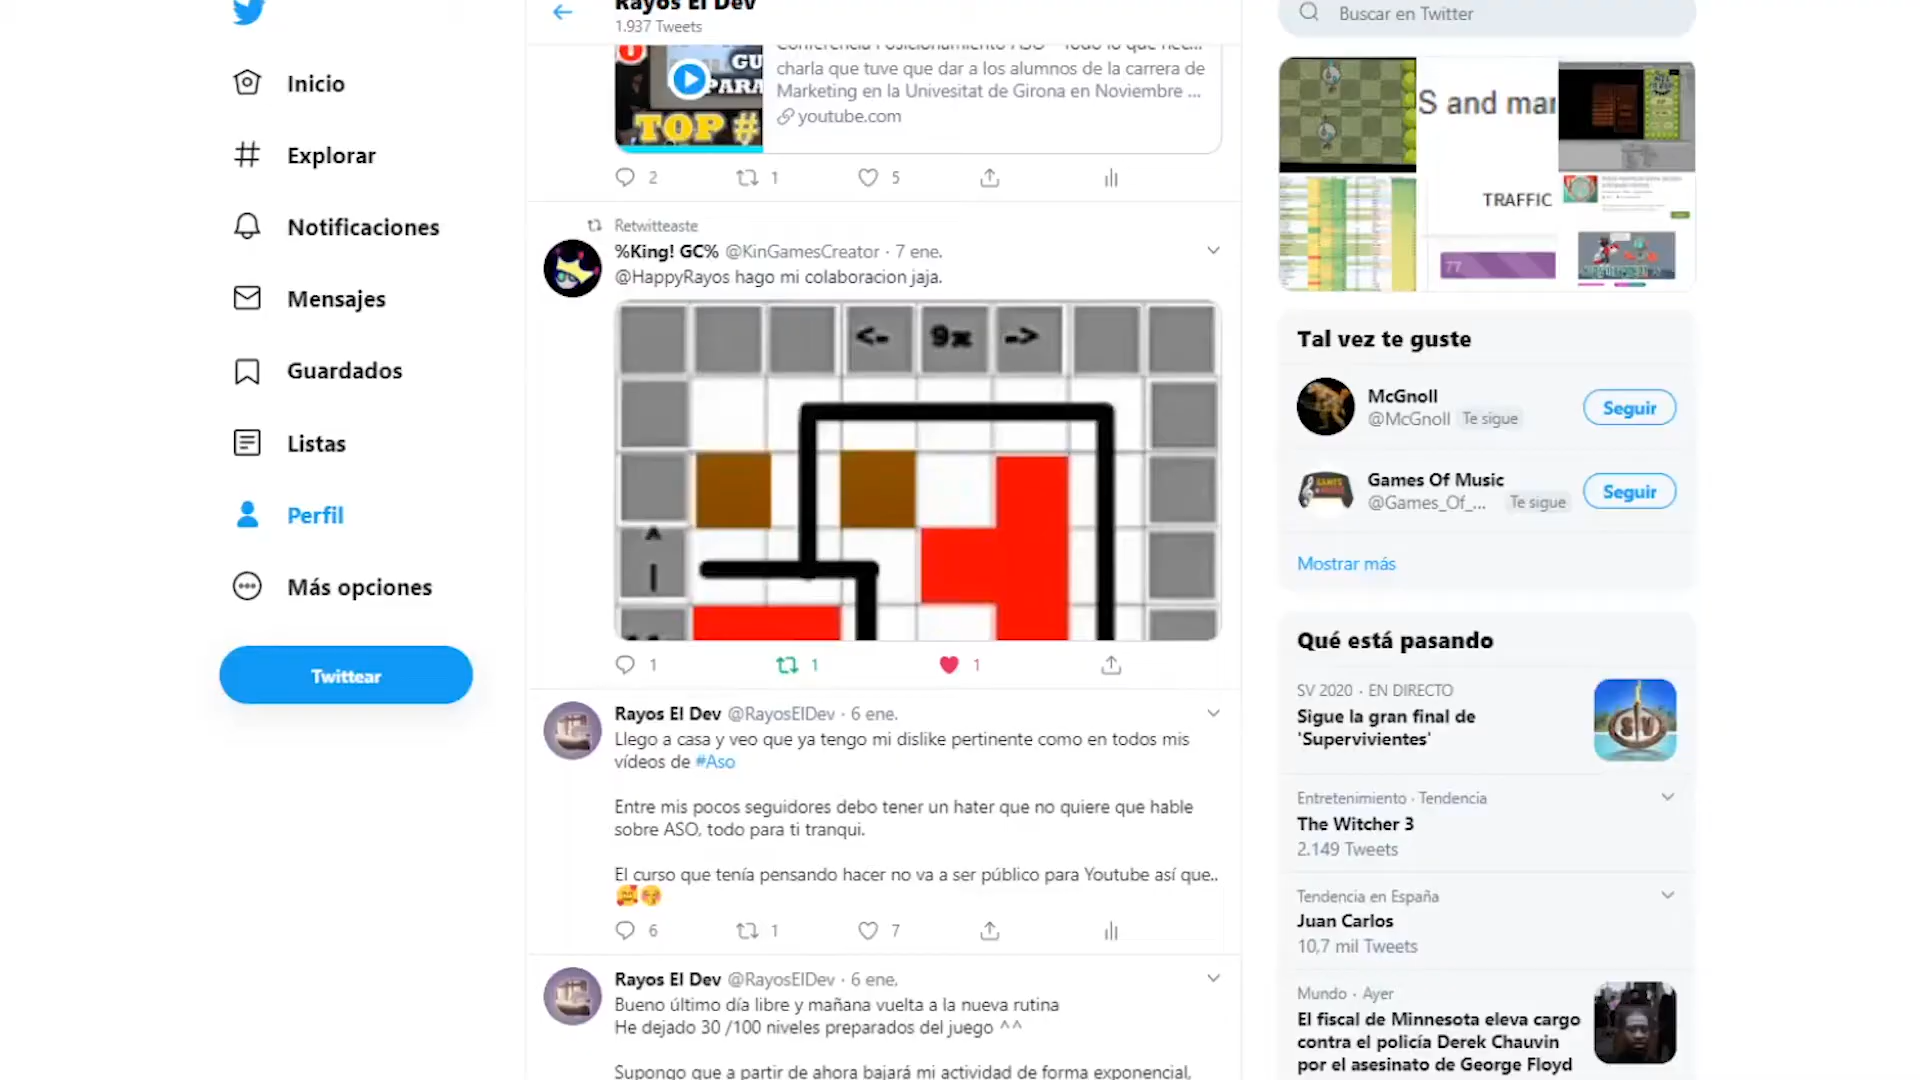 Inicio
Explorar
Notificaciones
Mensajes
Guardados
Listas
Perfil
Más opciones
Twittear
Rayos El Dev
1.937 Tweets
GU
PARA
TOP #
Conferencia Posicionamiento ASO - Todo lo que nec...
charla que tuve que dar a los alumnos de la carrera de
Marketing en la Univesitat de Girona en Noviembre ...
youtube.com
2 1 5
Retwitteaste
%King! GC% @KinGamesCreator · 7 ene.
@HappyRayos hago mi colaboracion jaja.
<- 9x ->
1 1 1
Rayos El Dev @RayosElDev · 6 ene.
Llego a casa y veo que ya tengo mi dislike pertinente como en todos mis
vídeos de #Aso
Entre mis pocos seguidores debo tener un hater que no quiere que hable
sobre ASO, todo para ti tranqui.
El curso que tenía pensando hacer no va a ser público para Youtube así que..
🥰😚
6 1 7
Rayos El Dev @RayosElDev · 6 ene.
Bueno último día libre y mañana vuelta a la nueva rutina
He dejado 30 /100 niveles preparados del juego ^^
Supongo que a partir de ahora bajará mi actividad de forma exponencial,
Buscar en Twitter
S and mar
TRAFFIC
77
Tal vez te guste
McGnoll
@McGnoll Te sigue
Seguir
Games Of Music
@Games_Of_... Te sigue
Seguir
Mostrar más
Qué está pasando
SV 2020 · EN DIRECTO
Sigue la gran final de
'Supervivientes'
SV
Entretenimiento · Tendencia
The Witcher 3
2.149 Tweets
Tendencia en España
Juan Carlos
10,7 mil Tweets
Mundo · Ayer
El fiscal de Minnesota eleva cargo
contra el policía Derek Chauvin
por el asesinato de George Floyd